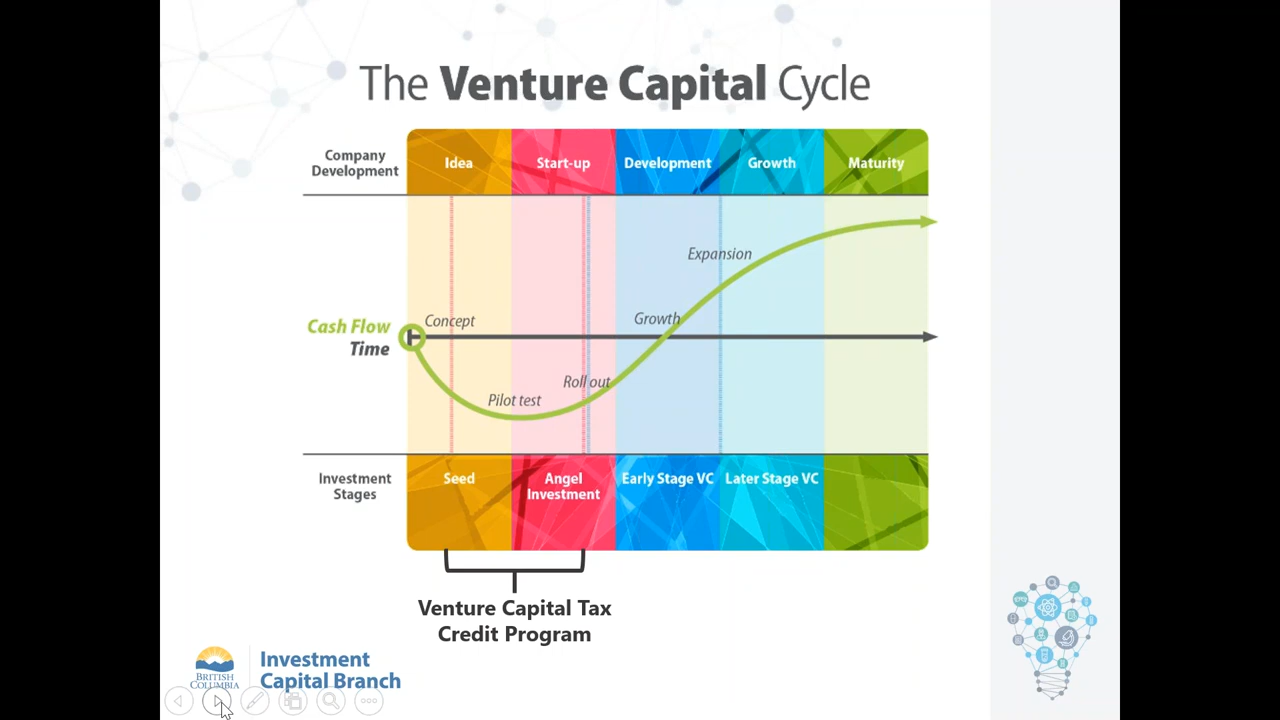 The Venture Capital Cycle
Company
Development
Idea
Start-up
Development
Growth
Maturity
Expansion
Growth
Concept
Cash Flow
Time
Roll out
Pilot test
Investment
Stages
Seed
Angel
Investment
Early Stage VC
Later Stage VC
Venture Capital Tax
Credit Program
BRITISH
COLUMBIA
Investment
Capital Branch